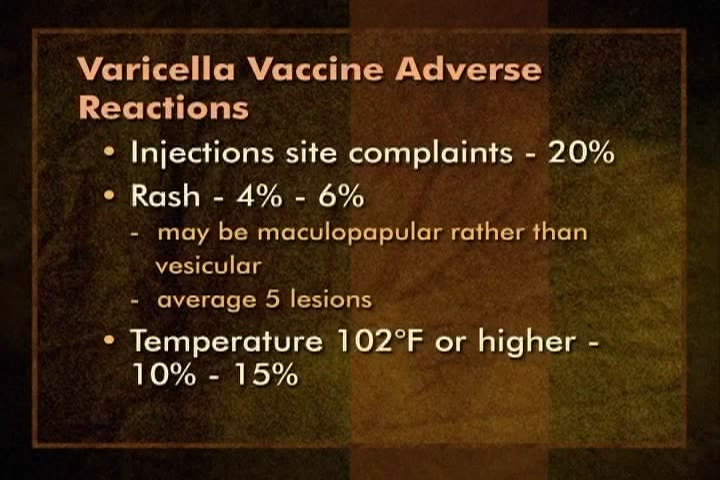 Varicella Vaccine Adverse
Reactions
• Injections site complaints - 20%
• Rash - 4% - 6%
- may be maculopapular rather than
vesicular
- average 5 lesions
• Temperature 102°F or higher -
10% - 15%